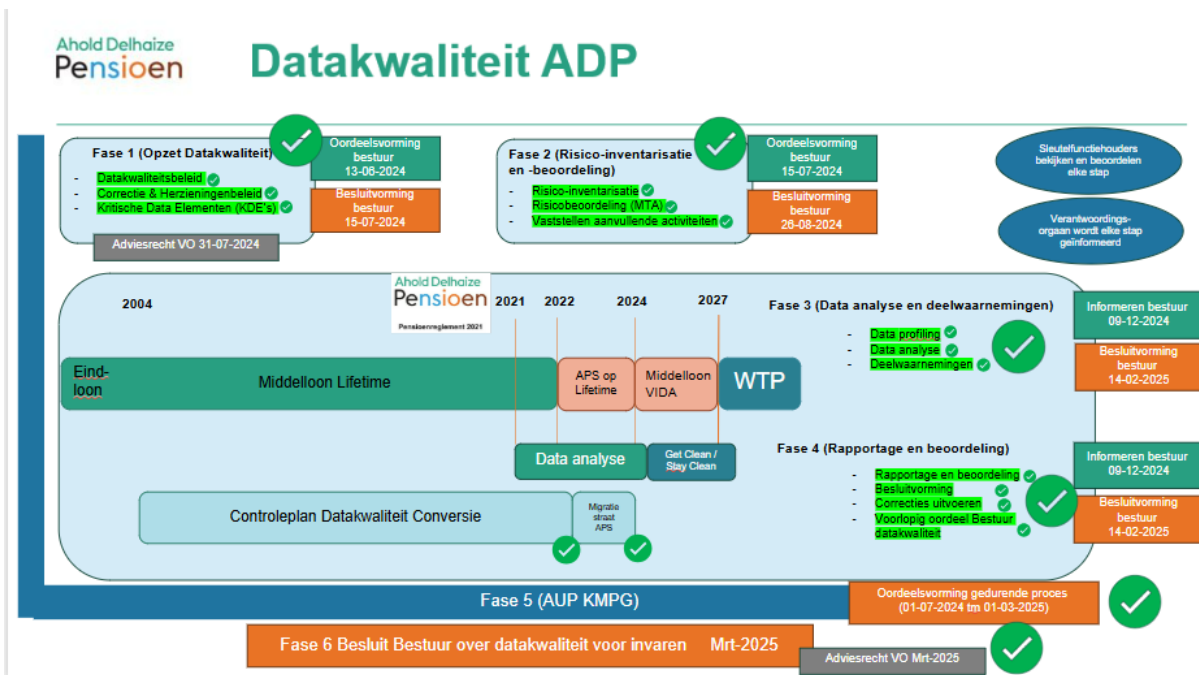 Ahold Delhaize
Pensioen
Datakwaliteit ADP
Fase 1 (Opzet Datakwaliteit)
- Datakwaliteitsbeleid
- Correctie & Herzieningenbeleid
- Kritische Data Elementen (KDE's)
Oordeelsvorming
bestuur
13-06-2024
Besluitvorming
bestuur
15-07-2024
Adviesrecht VO 31-07-2024
Fase 2 (Risico-inventarisatie
en -beoordeling)
- Risico-inventarisatie
- Risicobeoordeling (MTA)
- Vaststellen aanvullende activiteiten
Oordeelsvorming
bestuur
15-07-2024
Besluitvorming
bestuur
26-08-2024
Sleutelfunctiehouders
bekijken en beoordelen
elke stap
Verantwoordings-
orgaan wordt elke stap
geïnformeerd
2004
Ahold Delhaize
Pensioen
Pensioenreglement 2021
2021
2022
2024
2027
Eind-
loon
Middelloon Lifetime
APS op
Lifetime
Middelloon
VIDA
WTP
Data analyse
Get Clean /
Stay Clean
Controleplan Datakwaliteit Conversie
Migratie
straat
APS
Fase 3 (Data analyse en deelwaarnemingen)
- Data profiling
- Data analyse
- Deelwaarnemingen
Informeren bestuur
09-12-2024
Besluitvorming
bestuur
14-02-2025
Fase 4 (Rapportage en beoordeling)
- Rapportage en beoordeling
- Besluitvorming
- Correcties uitvoeren
- Voorlopig oordeel Bestuur
datakwaliteit
Informeren bestuur
09-12-2024
Besluitvorming
bestuur
14-02-2025
Fase 5 (AUP KMPG)
Oordeelsvorming gedurende proces
(01-07-2024 tm 01-03-2025)
Fase 6 Besluit Bestuur over datakwaliteit voor invaren Mrt-2025
Adviesrecht VO Mrt-2025